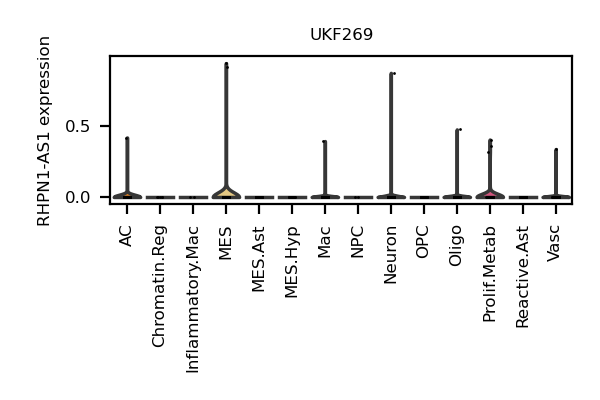 UKF269
RHPN1-AS1 expression
0.5
0.0
AC
Chromatin.Reg
Inflammatory.Mac
MES
MES.Ast
MES.Hyp
Mac
NPC
Neuron
OPC
Oligo
Prolif.Metab
Reactive.Ast
Vasc